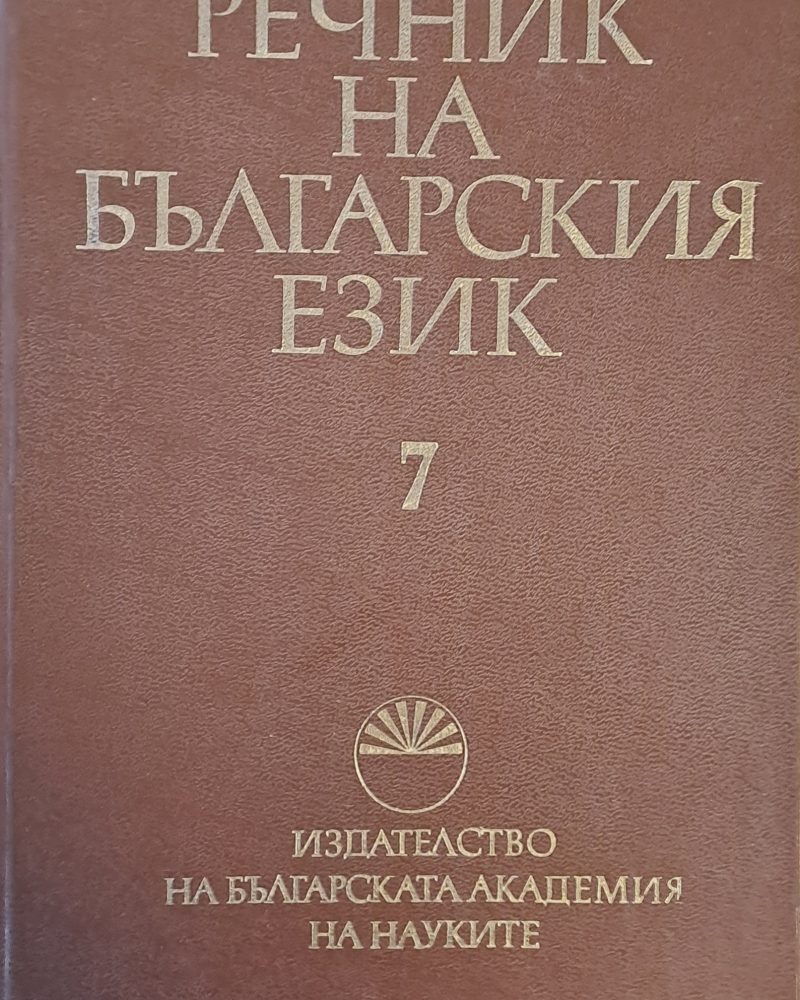 РЕЧНИК
НА
БЪЛГАРСКИЯ
ЕЗИК
7
ИЗДАТЕЛСТВО
НА БЪЛГАРСКАТА АКАДЕМИЯ
НА НАУКИТЕ